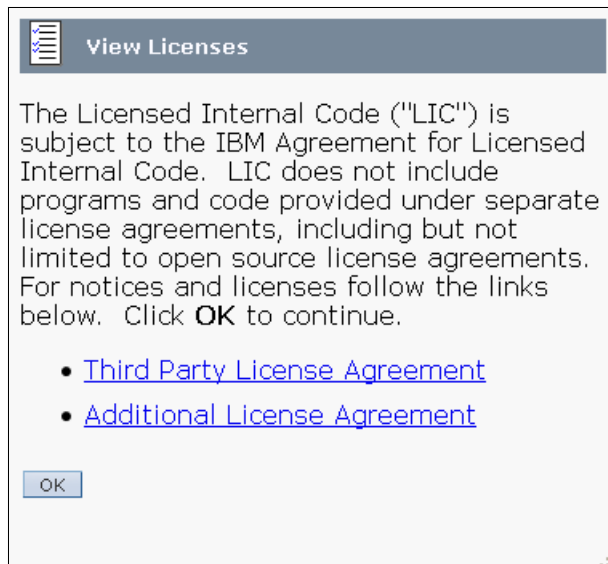 View Licenses
The Licensed Internal Code ("LIC") is
subject to the IBM Agreement for Licensed
Internal Code.  LIC does not include
programs and code provided under separate
license agreements, including but not
limited to open source license agreements.
For notices and licenses follow the links
below.  Click OK to continue.
• Third Party License Agreement
• Additional License Agreement
OK